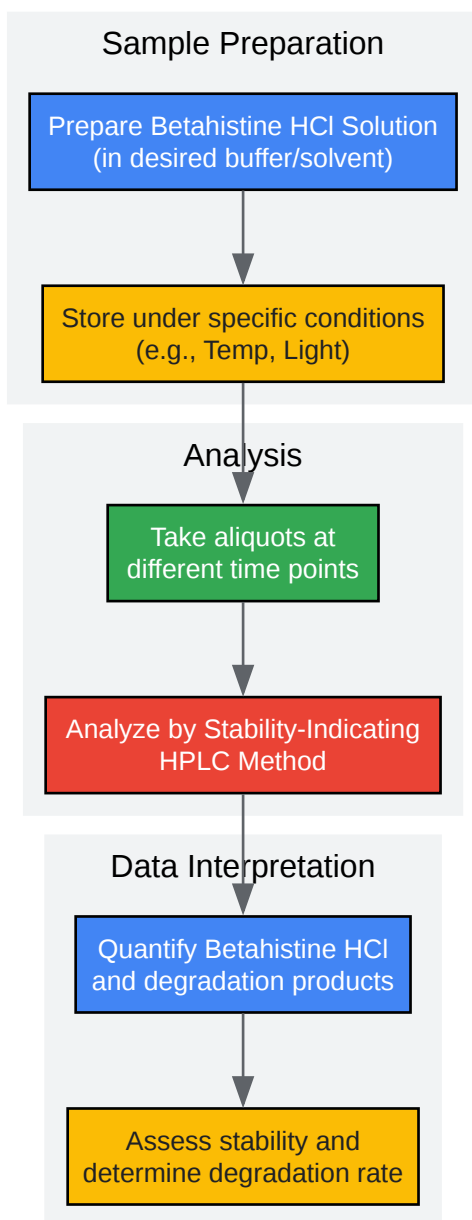 Sample Preparation
Prepare Betahistine HCl Solution
(in desired buffer/solvent)
Store under specific conditions
(e.g., Temp, Light)
Analysis
Take aliquots at
different time points
Analyze by Stability-Indicating
HPLC Method
Data Interpretation
Quantify Betahistine HCl
and degradation products
Assess stability and
determine degradation rate